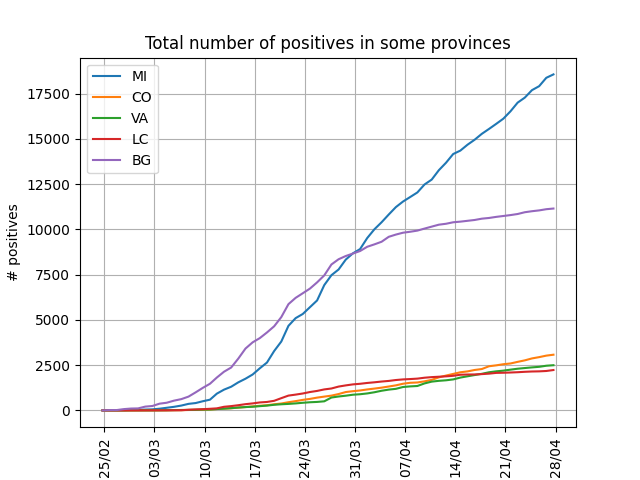 Total number of positives in some provinces
MI
CO
VA
LC
BG
# positives
17500
15000
12500
10000
7500
5000
2500
0
25/02
03/03
10/03
17/03
24/03
31/03
07/04
14/04
21/04
28/04